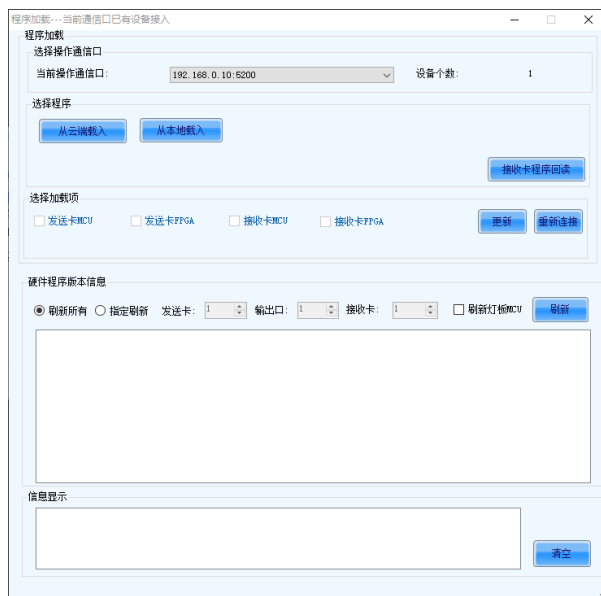 程序加载---当前通信口已有设备接入
程序加载
选择操作通信口
当前操作通信口: 192.168.0.10:5200 设备个数: 1
选择程序
从云端载入 从本地载入
接收卡程序回读
选择加载项
发送卡MCU 发送卡FPGA 接收卡MCU 接收卡FPGA 更新 重新连接
硬件程序版本信息
刷新所有 指定刷新 发送卡: 1 输出口: 1 接收卡: 1 刷新灯板MCU 刷新
信息显示
清空